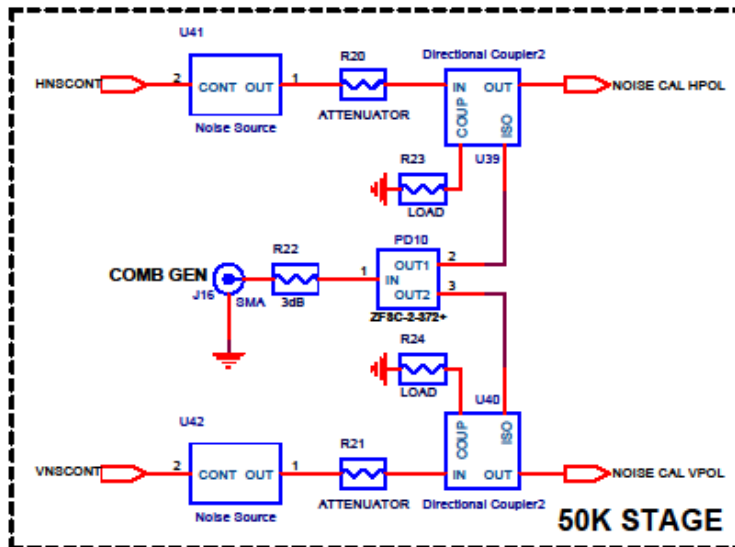 U41
R20
Directional Coupler2
HNSCONT
2
CONT OUT
1
IN
OUT
NOISE CAL HPOL
COUP
ISO
Noise Source
ATTENUATOR
R23
U39
LOAD
PD10
R22
OUT1
2
COMB GEN
1
IN
J16
SMA
3dB
OUT2
3
ZFSC-2-372+
R24
LOAD
U40
U42
COUP
ISO
R21
VNSCONT
2
CONT OUT
1
IN
OUT
NOISE CAL VPOL
ATTENUATOR
Directional Coupler2
Noise Source
50K STAGE